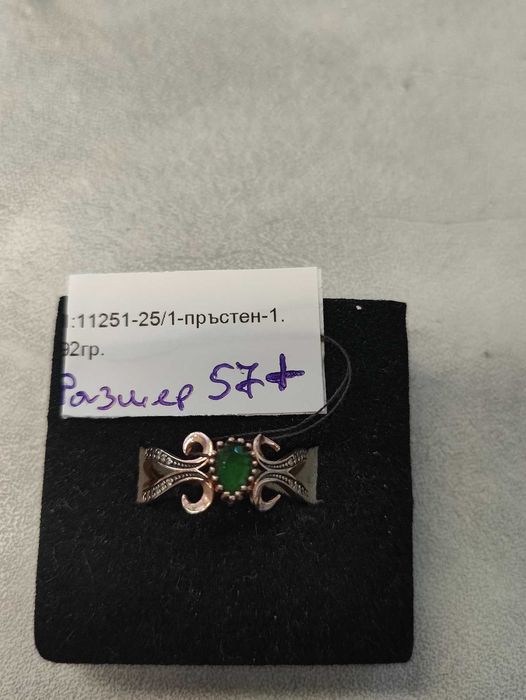 :11251-25/1-пръстен-1.
92гр.
Размер 57+